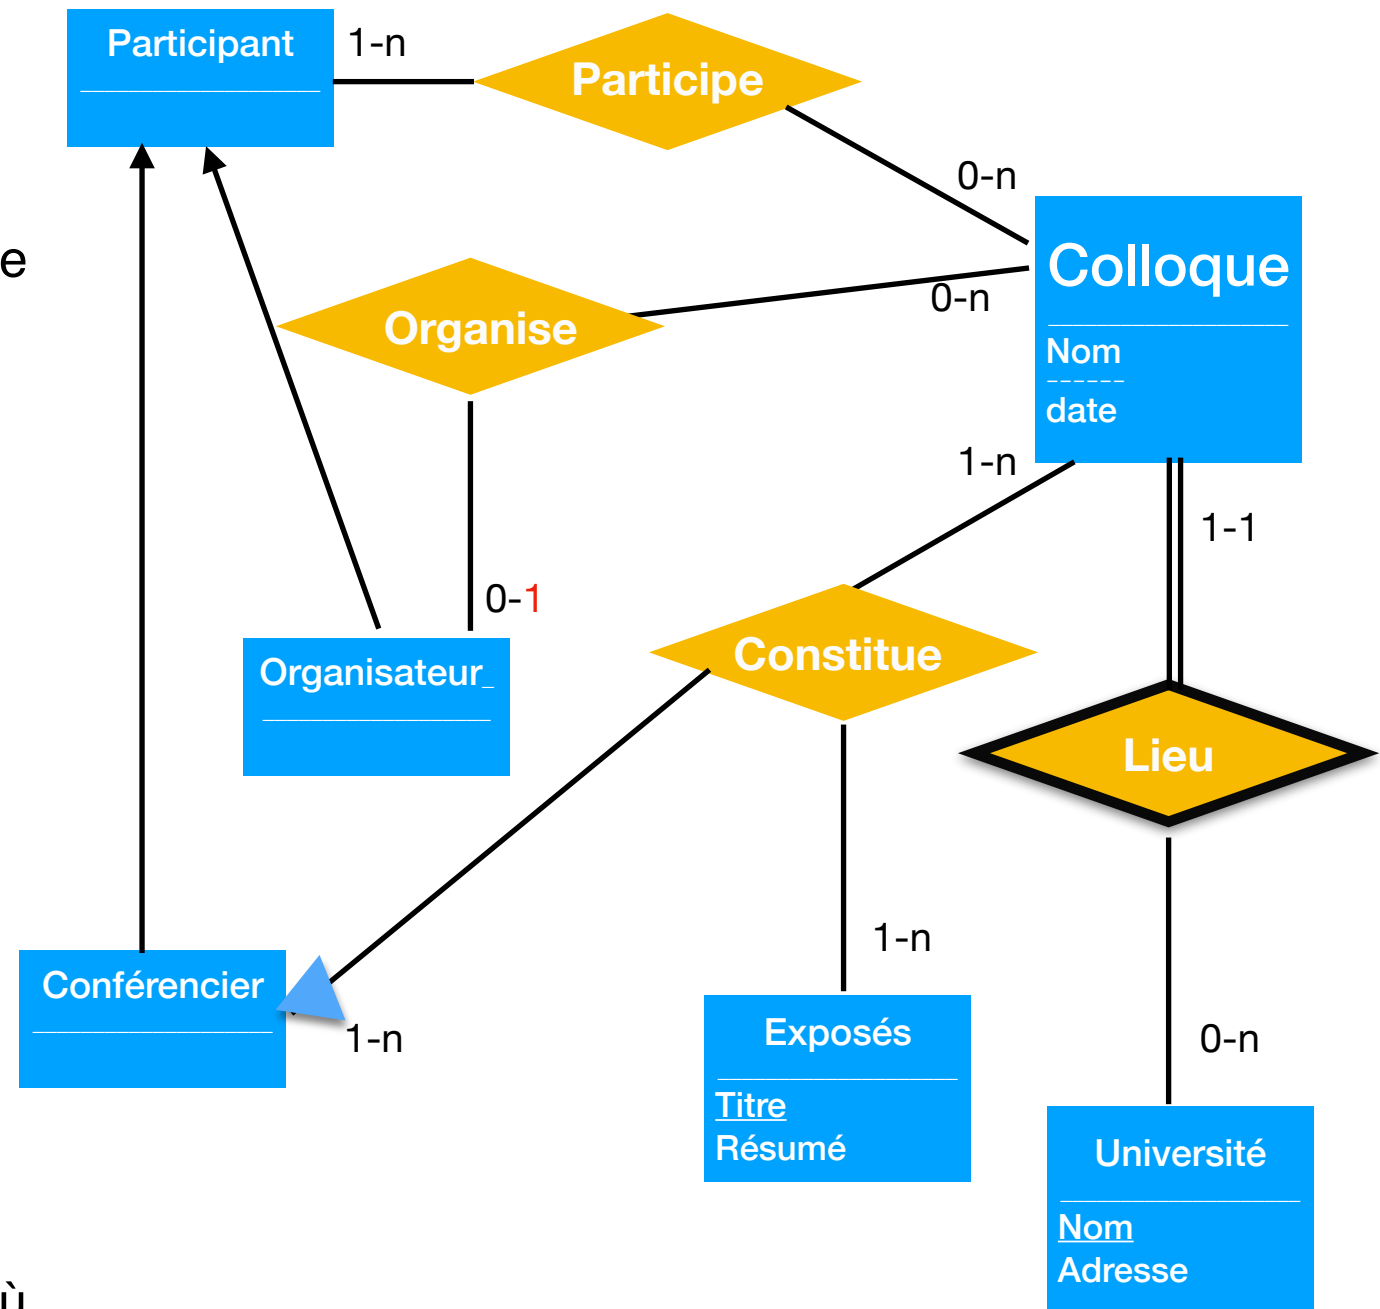 Participant
1-n
Participe
0-n
e
Colloque
Nom
date
Organise
0-n
1-n
1-1
0-1
Organisateur_
Constitue
Lieu
1-n
Conférencier
1-n
Exposés
Titre
Résumé
0-n
Université
Nom
Adresse
ù